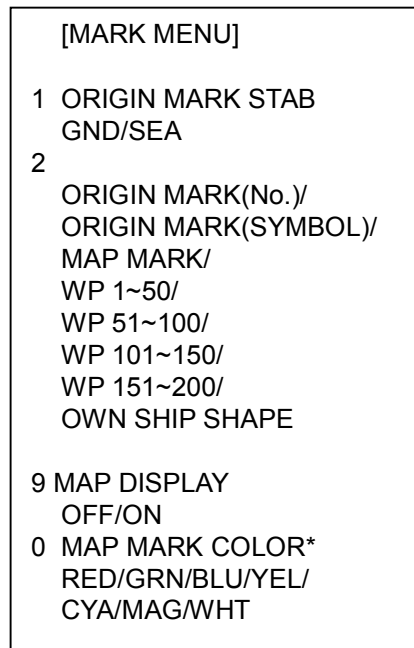 [MARK MENU]
1 ORIGIN MARK STAB
GND/SEA
2
ORIGIN MARK(No.)/
ORIGIN MARK(SYMBOL)/
MAP MARK/
WP 1~50/
WP 51~100/
WP 101~150/
WP 151~200/
OWN SHIP SHAPE
9 MAP DISPLAY
OFF/ON
0 MAP MARK COLOR*
RED/GRN/BLU/YEL/
CYA/MAG/WHT